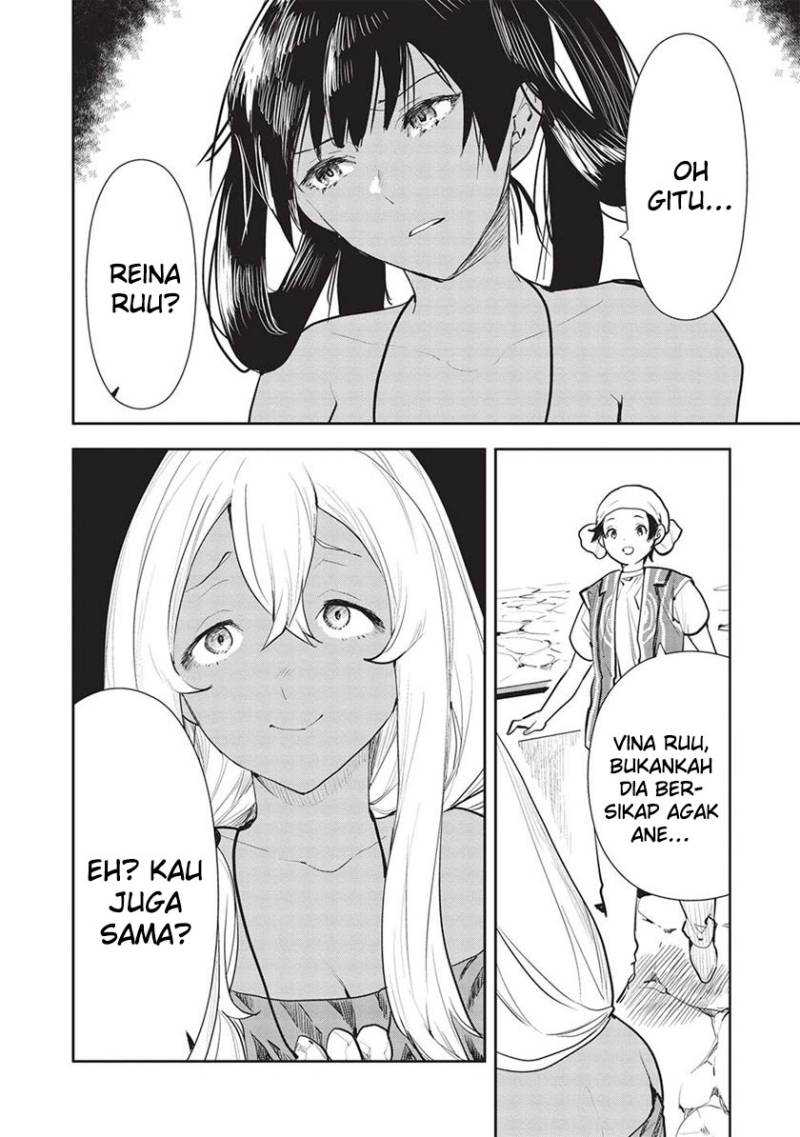 OH
GITU...
REINA
RUU?
VINA RUU,
BUKANKAH
DIA BER-
SIKAP AGAK
ANE...
EH? KAU
JUGA
SAMA?